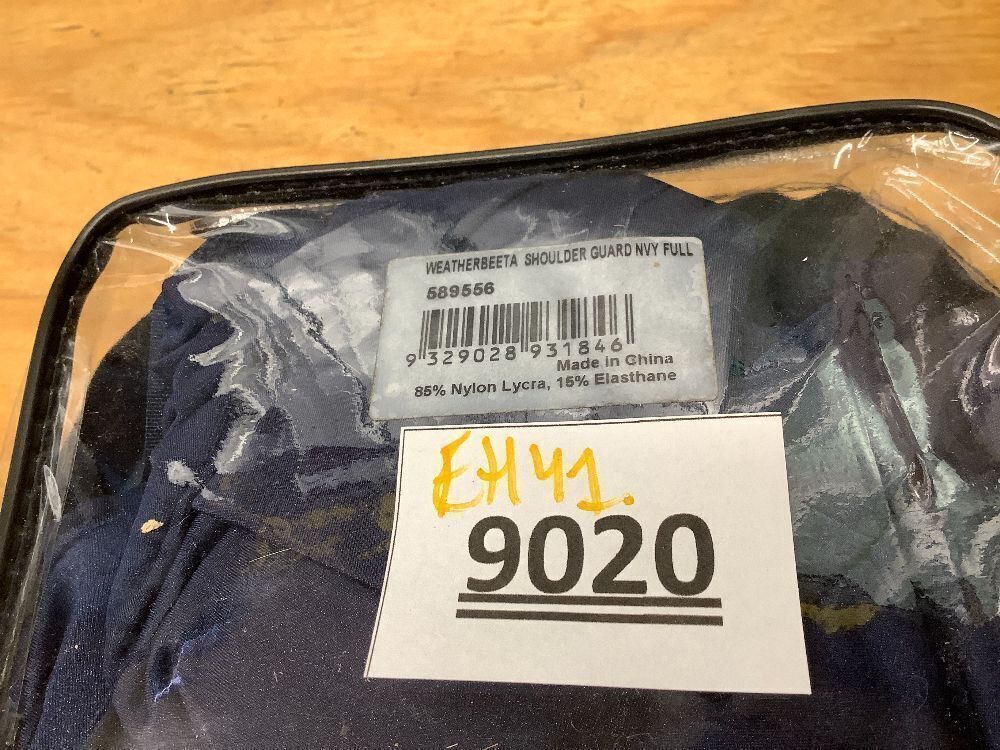 WEATHERBEETA SHOULDER GUARD NVY FULL
589556
9 329028 931846
Made in China
85% Nylon Lycra, 15% Elasthane
EH41.
9020